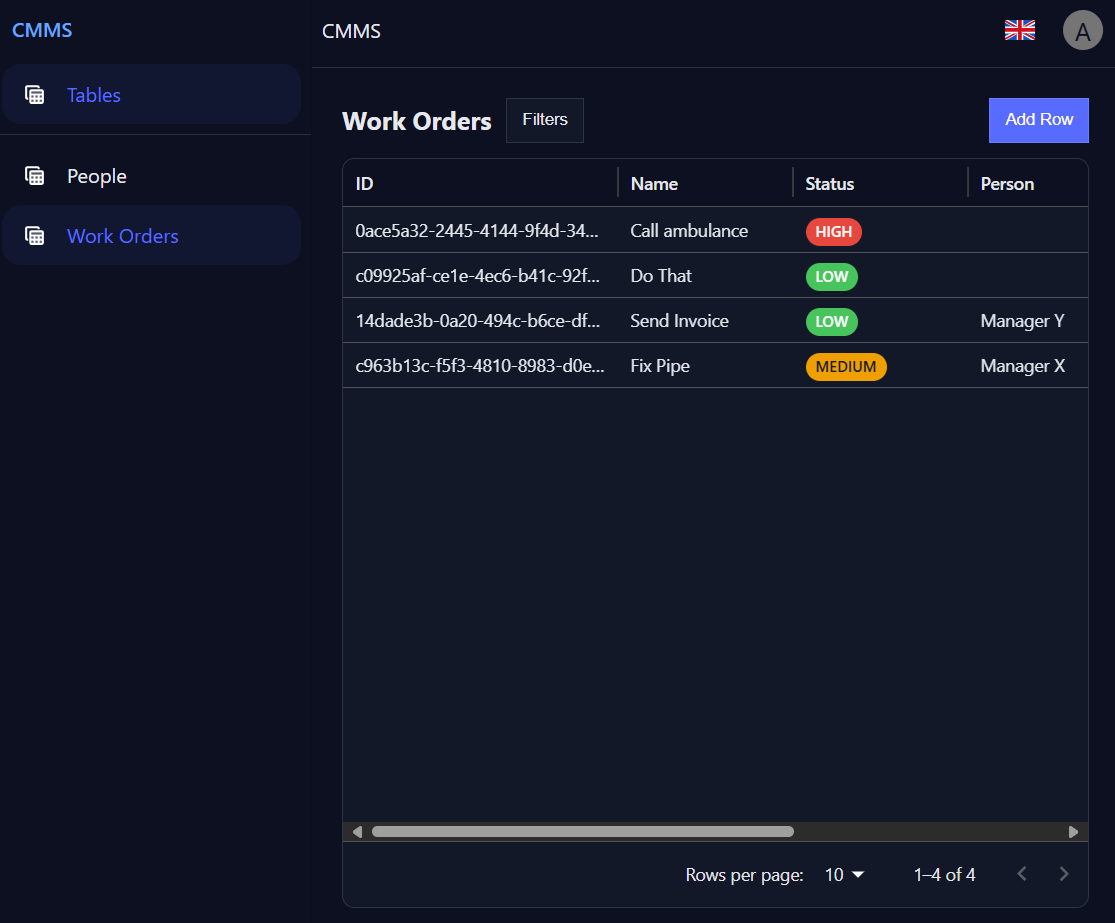 CMMS
CMMS
A
Tables
People
Work Orders
Work Orders
Filters
Add Row
ID Name Status Person
0ace5a32-2445-4144-9f4d-34... Call ambulance HIGH
c09925af-ce1e-4ec6-b41c-92f... Do That LOW
14dade3b-0a20-494c-b6ce-df... Send Invoice LOW Manager Y
c963b13c-f5f3-4810-8983-d0e... Fix Pipe MEDIUM Manager X
Rows per page: 10 1–4 of 4